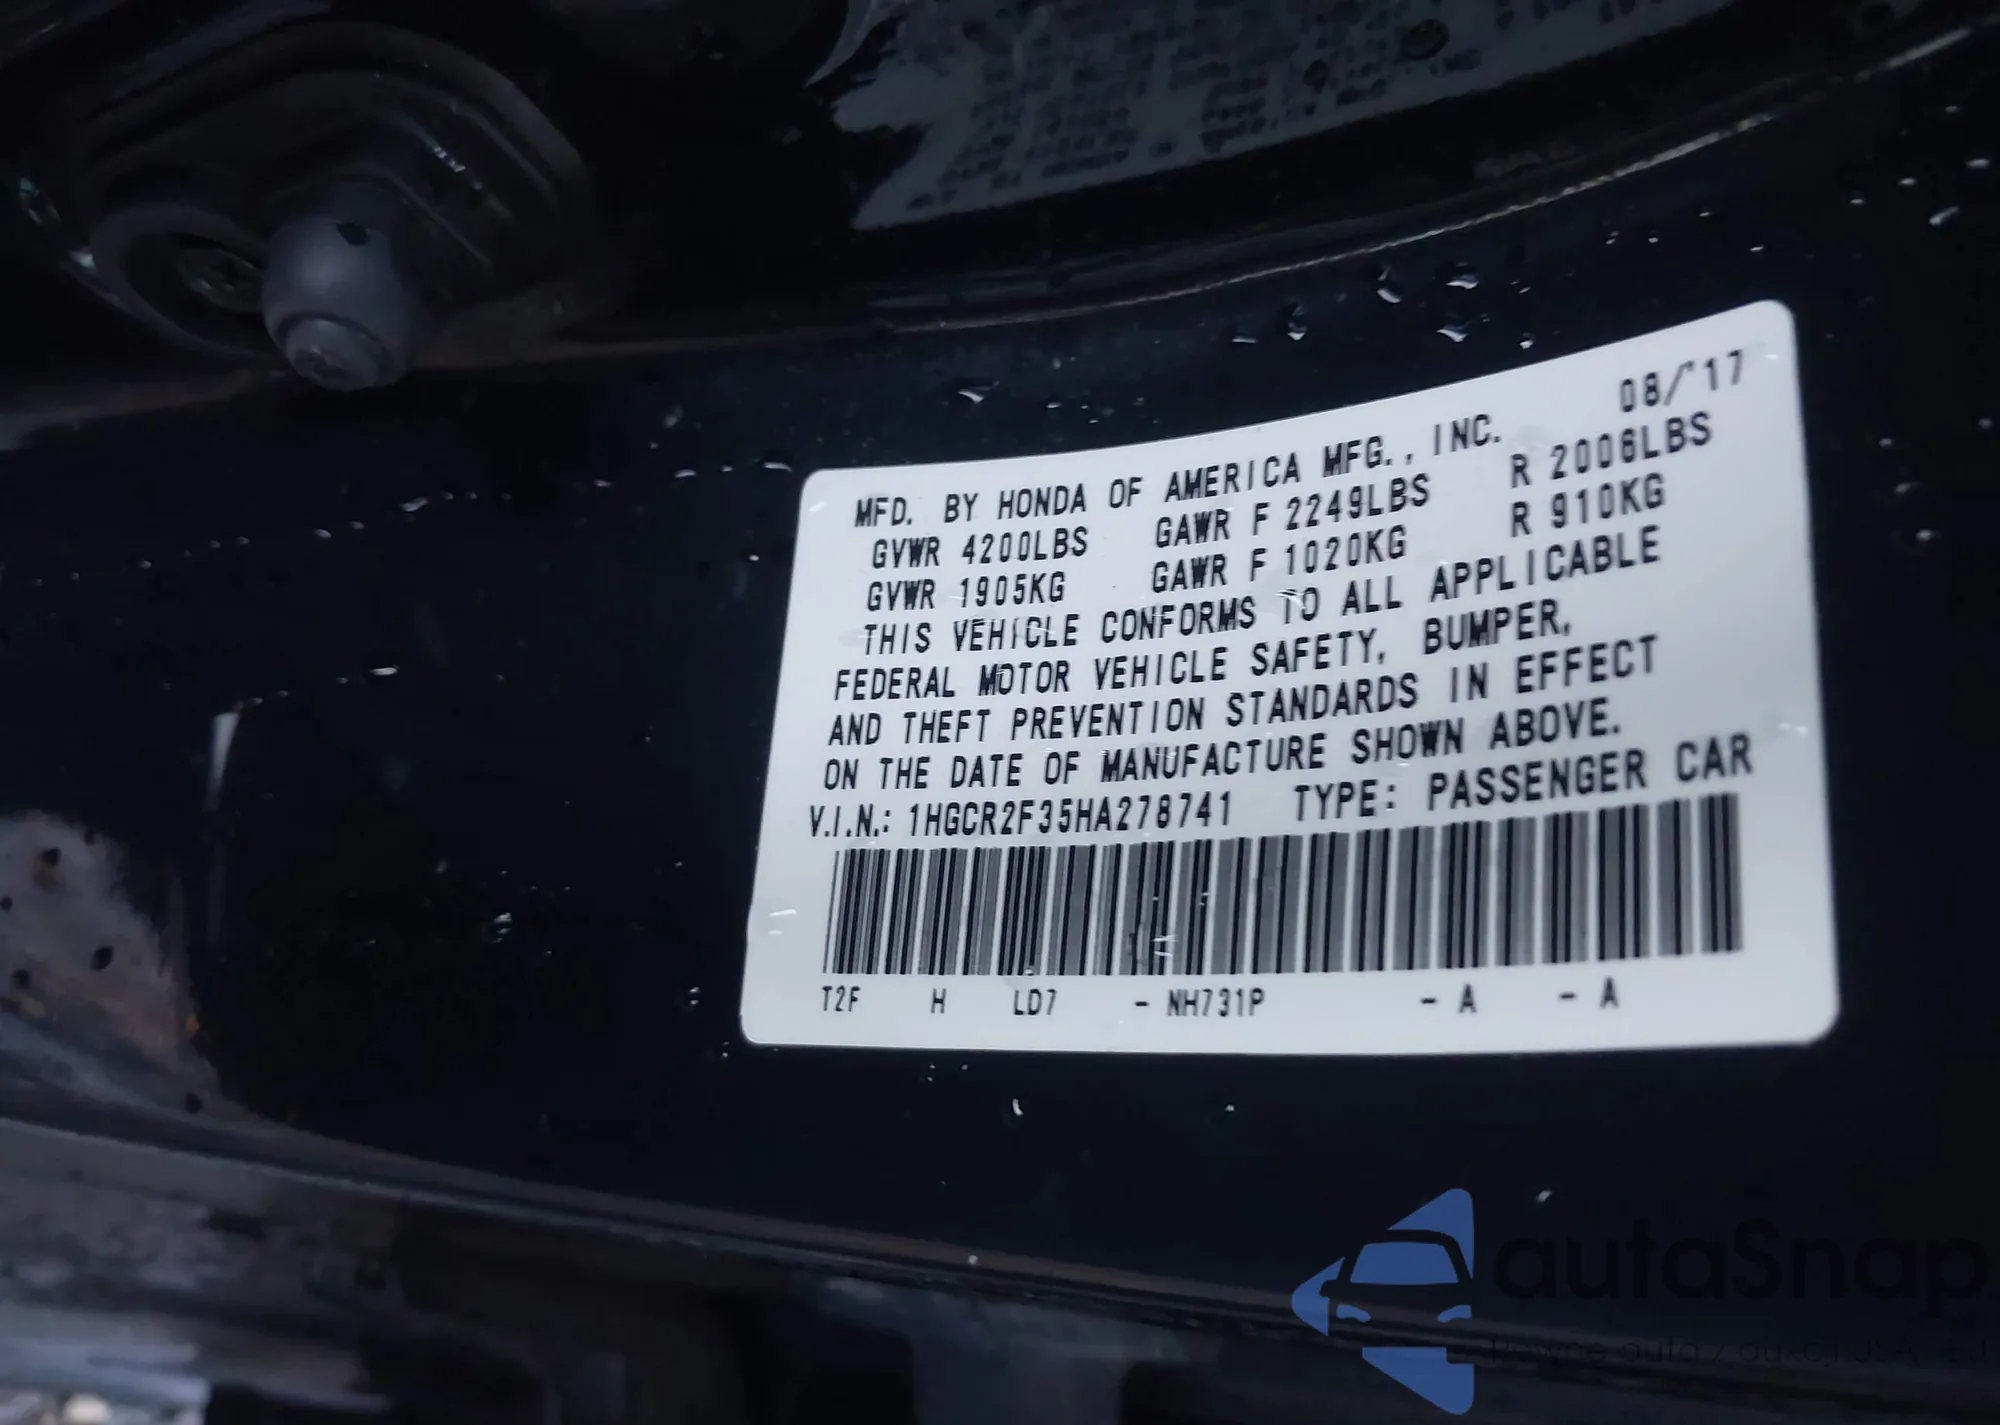 08/'17
MFD. BY HONDA OF AMERICA MFG., INC.
GVWR 4200LBS GAWR F 2249LBS R 2006LBS
GVWR 1905KG GAWR F 1020KG R 910KG
THIS VEHICLE CONFORMS TO ALL APPLICABLE
FEDERAL MOTOR VEHICLE SAFETY, BUMPER,
AND THEFT PREVENTION STANDARDS IN EFFECT
ON THE DATE OF MANUFACTURE SHOWN ABOVE.
V.I.N.: 1HGCR2F35HA278741 TYPE: PASSENGER CAR
T2F H LD7 - NH731P - A - A
autaSnap